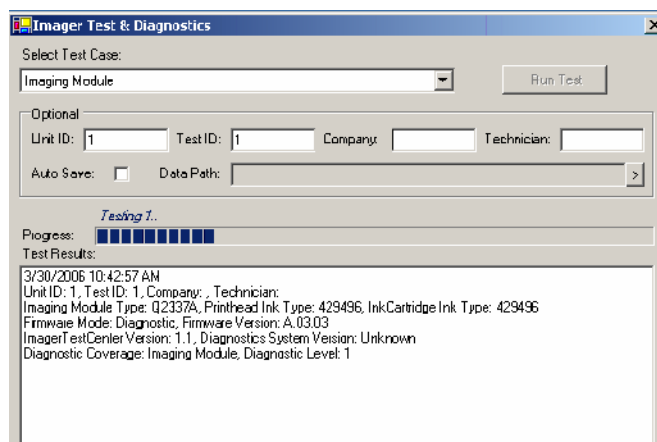 Imager Test & Diagnostics
Select Test Case:
Imaging Module
Run Test
Optional
Unit ID: 1 Test ID: 1 Company: Technician:
Auto Save: Data Path: >
Testing 1..
Progress:
Test Results:
3/30/2006 10:42:57 AM
Unit ID: 1, Test ID: 1, Company: , Technician:
Imaging Module Type: Q2337A, Printhead Ink Type: 429496, InkCartridge Ink Type: 429496
Firmware Mode: Diagnostic, Firmware Version: A.03.03
ImagerTestCenter Version: 1.1, Diagnostics System Version: Unknown
Diagnostic Coverage: Imaging Module, Diagnostic Level: 1